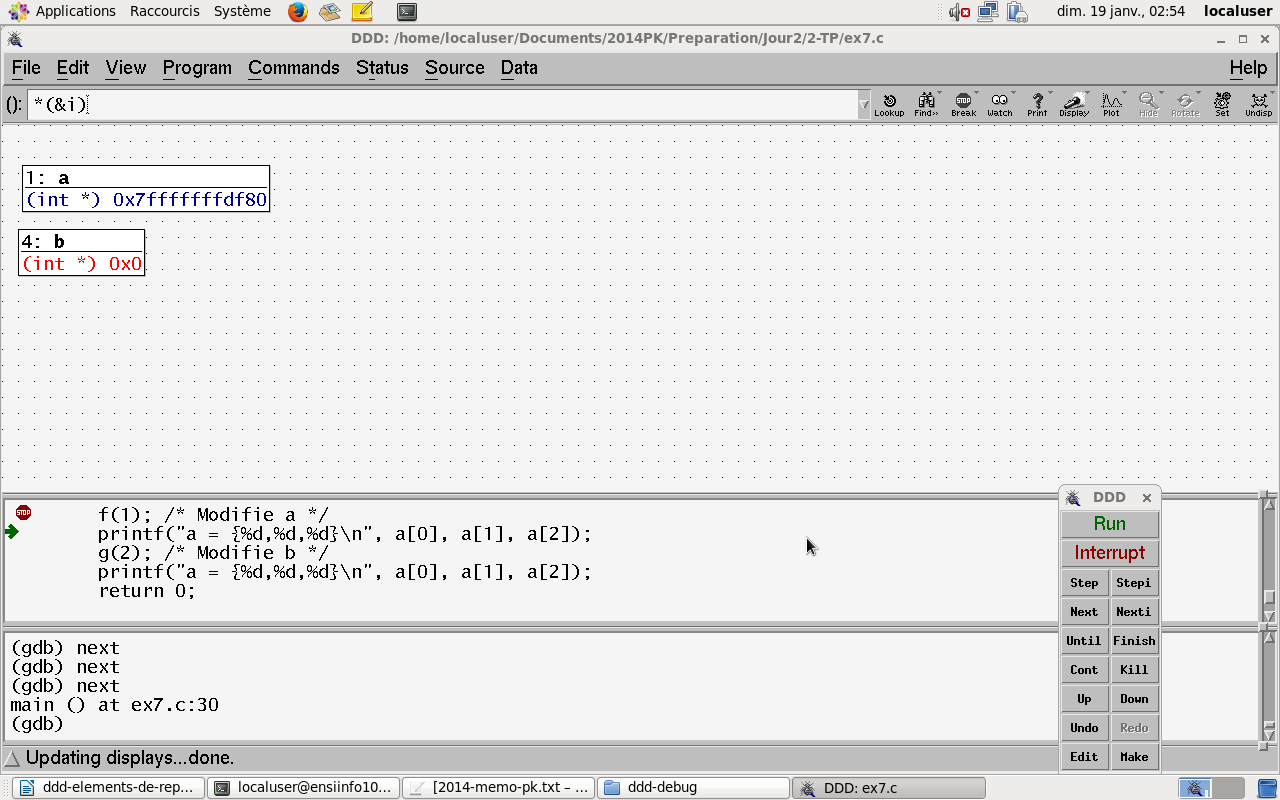 Applications Raccourcis Système dim. 19 janv., 02:54 localuser
DDD: /home/localuser/Documents/2014PK/Preparation/Jour2/2-TP/ex7.c
File Edit View Program Commands Status Source Data Help
(): *(&i) Lookup Find>> Break Watch Print Display Plot Hide Rotate Set Undisp
1: a
(int *) 0x7fffffffdf80
4: b
(int *) 0x0
STOP f(1); /* Modifie a */
printf("a = {%d,%d,%d}\n", a[0], a[1], a[2]);
g(2); /* Modifie b */
printf("a = {%d,%d,%d}\n", a[0], a[1], a[2]);
return 0;
DDD
Run
Interrupt
Step Stepi
Next Nexti
Until Finish
Cont Kill
Up Down
Undo Redo
Edit Make
(gdb) next
(gdb) next
(gdb) next
main () at ex7.c:30
(gdb)
Updating displays...done.
ddd-elements-de-rep... localuser@ensiinfo10... [2014-memo-pk.txt – ... ddd-debug DDD: ex7.c